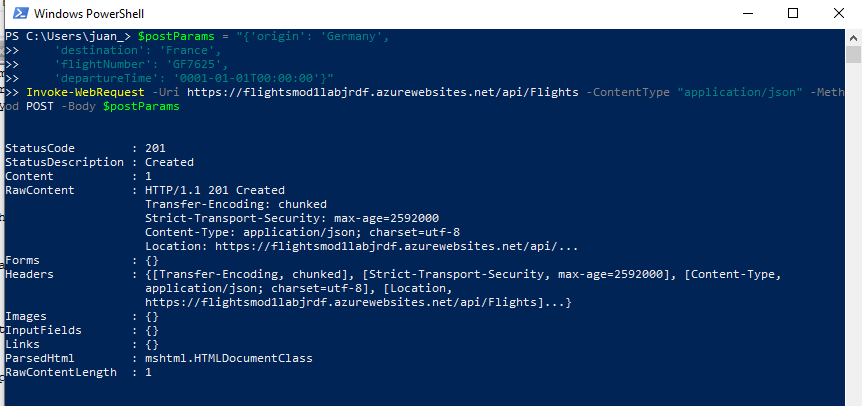 Windows PowerShell
PS C:\Users\juan_> $postParams = "{'origin': 'Germany',
>>     'destination': 'France',
>>     'flightNumber': 'GF7625',
>>     'departureTime': '0001-01-01T00:00:00'}"
>> Invoke-WebRequest -Uri https://flightsmod1labjrdf.azurewebsites.net/api/Flights -ContentType "application/json" -Meth
od POST -Body $postParams
StatusCode        : 201
StatusDescription : Created
Content           : 1
RawContent        : HTTP/1.1 201 Created
                    Transfer-Encoding: chunked
                    Strict-Transport-Security: max-age=2592000
                    Content-Type: application/json; charset=utf-8
                    Location: https://flightsmod1labjrdf.azurewebsites.net/api/...
Forms             : {}
Headers           : {[Transfer-Encoding, chunked], [Strict-Transport-Security, max-age=2592000], [Content-Type,
                    application/json; charset=utf-8], [Location,
                    https://flightsmod1labjrdf.azurewebsites.net/api/Flights]...}
Images            : {}
InputFields       : {}
Links             : {}
ParsedHtml        : mshtml.HTMLDocumentClass
RawContentLength  : 1